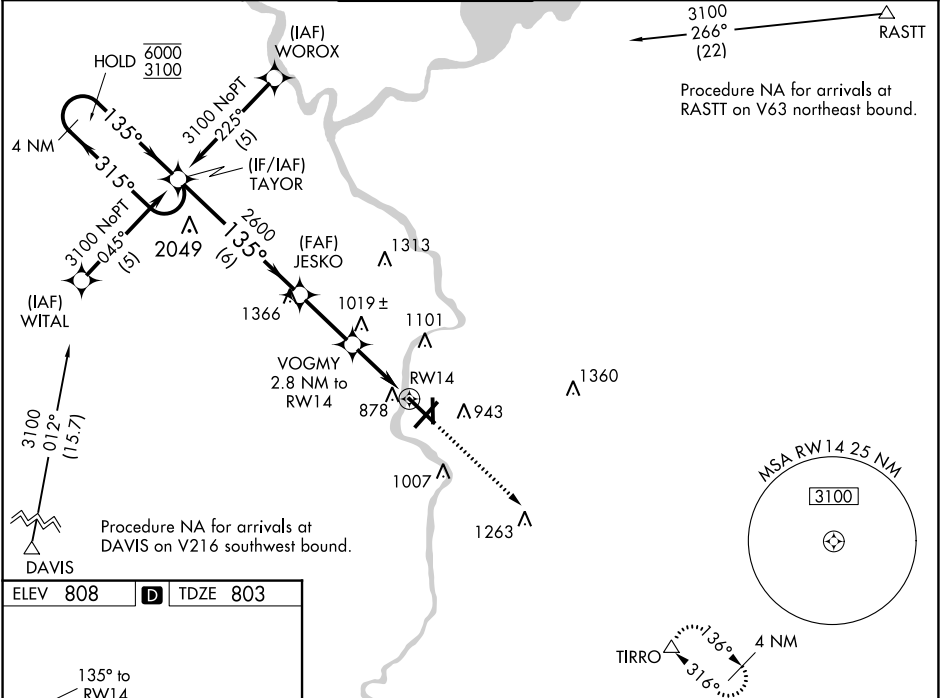 3100
266°
(22)
RASTT
Procedure NA for arrivals at
RASTT on V63 northeast bound.
(IAF)
WOROX
HOLD 6000
3100
3100 NoPT
225°
(5)
4 NM
135°
315°
(IF/IAF)
TAYOR
3100 NoPT
045°
(5)
2049
2600
135°
(6)
(FAF)
JESKO
1313
(IAF)
WITAL
1366
1019 ±
1101
VOGMY
2.8 NM to
RW14
RW14
1360
878
943
3100
012°
(15.7)
1007
MSA RW14 25 NM
3100
1263
Procedure NA for arrivals at
DAVIS on V216 southwest bound.
DAVIS
ELEV 808 D TDZE 803
TIRRO
136°
316°
4 NM
135° to
RW14